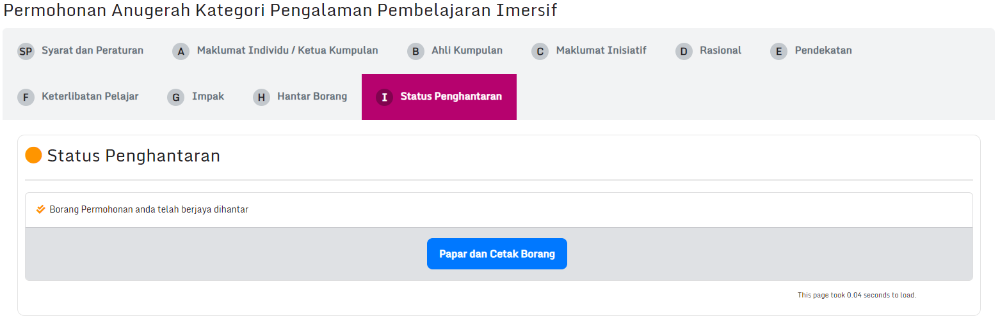 Permohonan Anugerah Kategori Pengalaman Pembelajaran Imersif
SP Syarat dan Peraturan A Maklumat Individu / Ketua Kumpulan B Ahli Kumpulan C Maklumat Inisiatif D Rasional E Pendekatan
F Keterlibatan Pelajar G Impak H Hantar Borang I Status Penghantaran
Status Penghantaran
Borang Permohonan anda telah berjaya dihantar
Papar dan Cetak Borang
This page took 0.04 seconds to load.